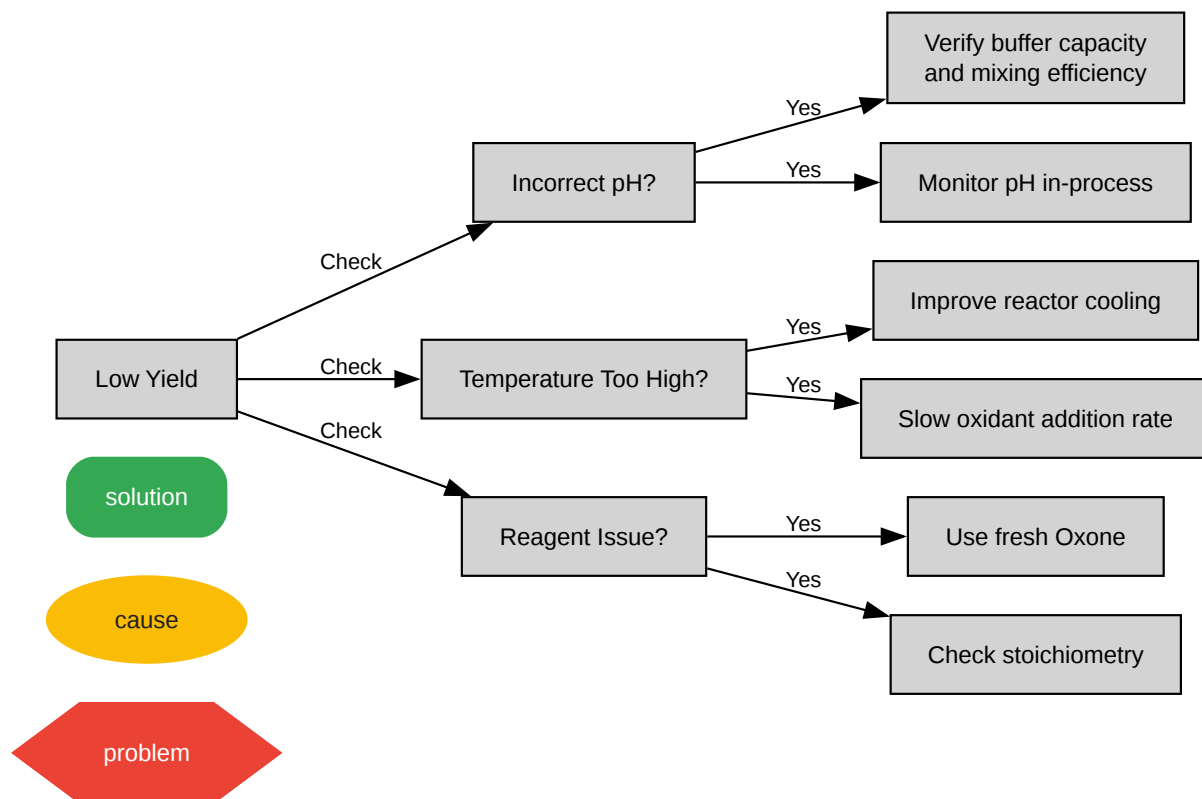 Verify buffer capacity
and mixing efficiency
Yes
Incorrect pH?
Yes
Monitor pH in-process
Check
Improve reactor cooling
Yes
Low Yield
Check
Temperature Too High?
Yes
Slow oxidant addition rate
Check
solution
Reagent Issue?
Yes
Use fresh Oxone
Yes
cause
Check stoichiometry
problem